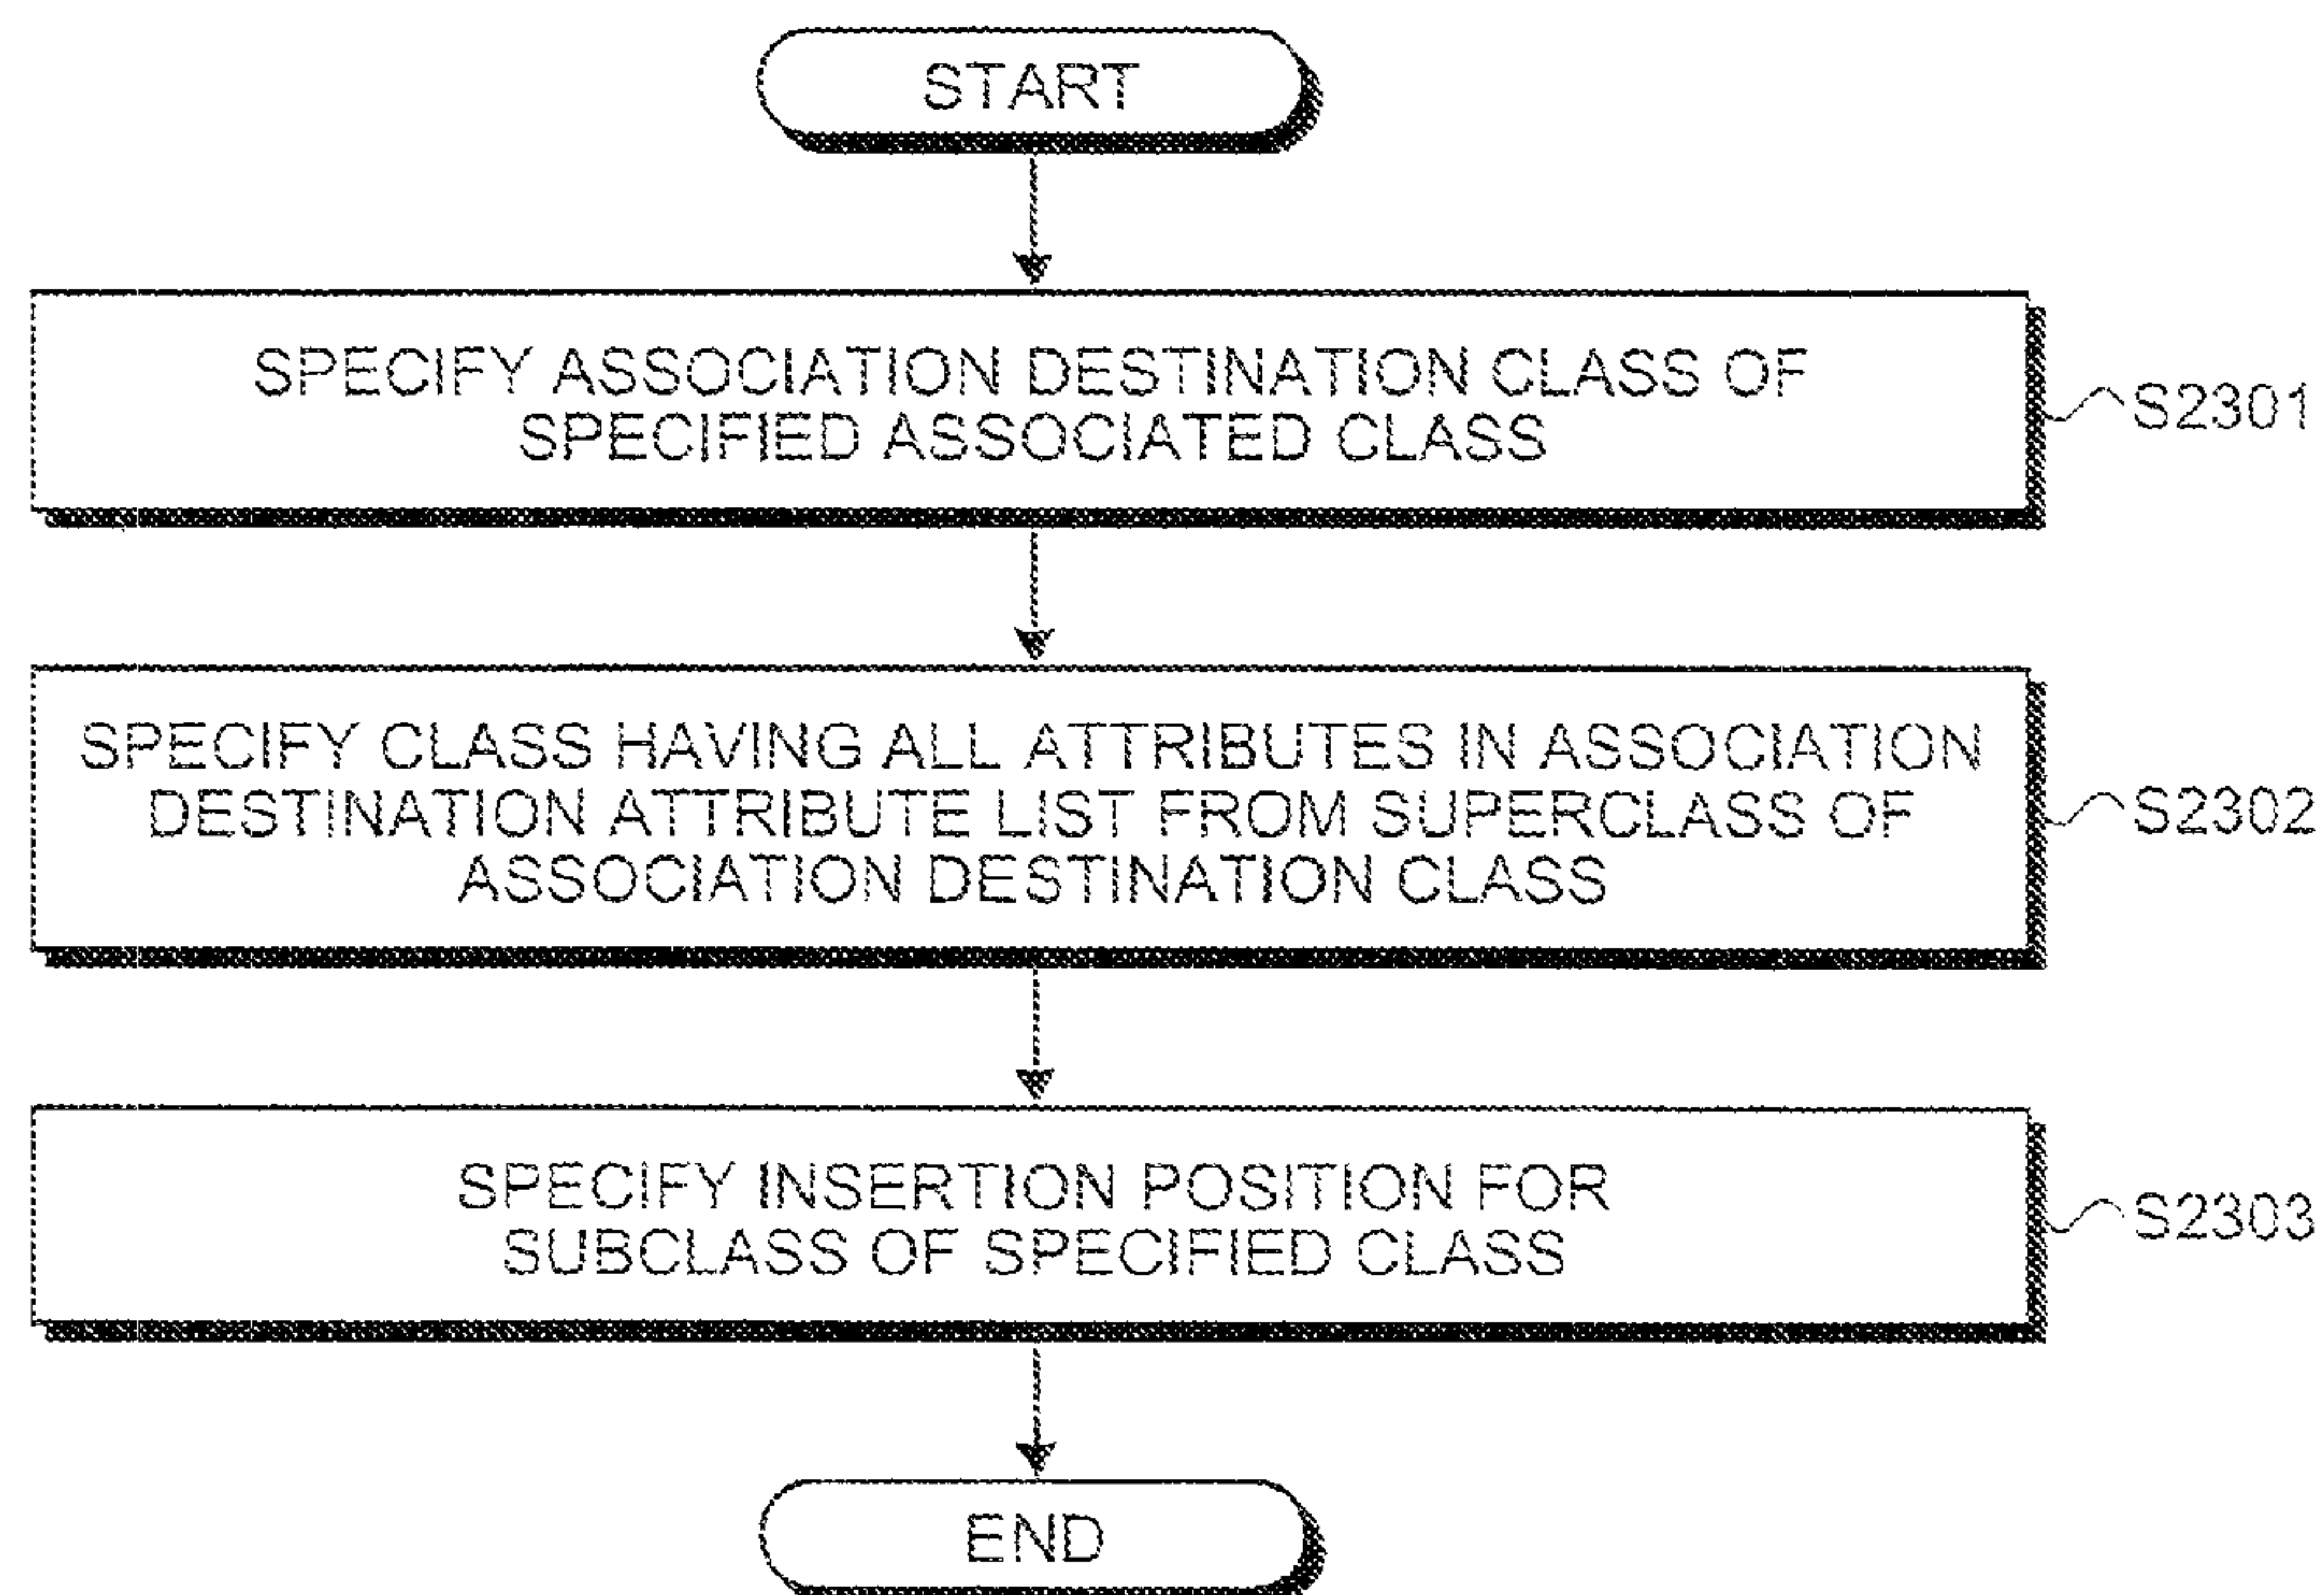 START
SPECIFY ASSOCIATION DESTINATION CLASS OF
SPECIFIED ASSOCIATED CLASS
S2301
SPECIFY CLASS HAVING ALL ATTRIBUTES IN ASSOCIATION
DESTINATION ATTRIBUTE LIST FROM SUPERCLASS OF
ASSOCIATION DESTINATION CLASS
S2302
SPECIFY INSERTION POSITION FOR
SUBCLASS OF SPECIFIED CLASS
S2303
END